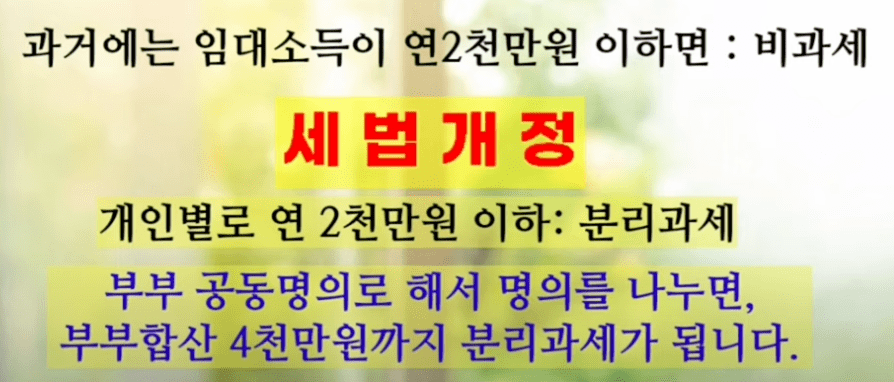 과거에는 임대소득이 연2천만원 이하면 : 비과세
세법개정
개인별로 연 2천만원 이하: 분리과세
부부 공동명의로 해서 명의를 나누면,
부부합산 4천만원까지 분리과세가 됩니다.